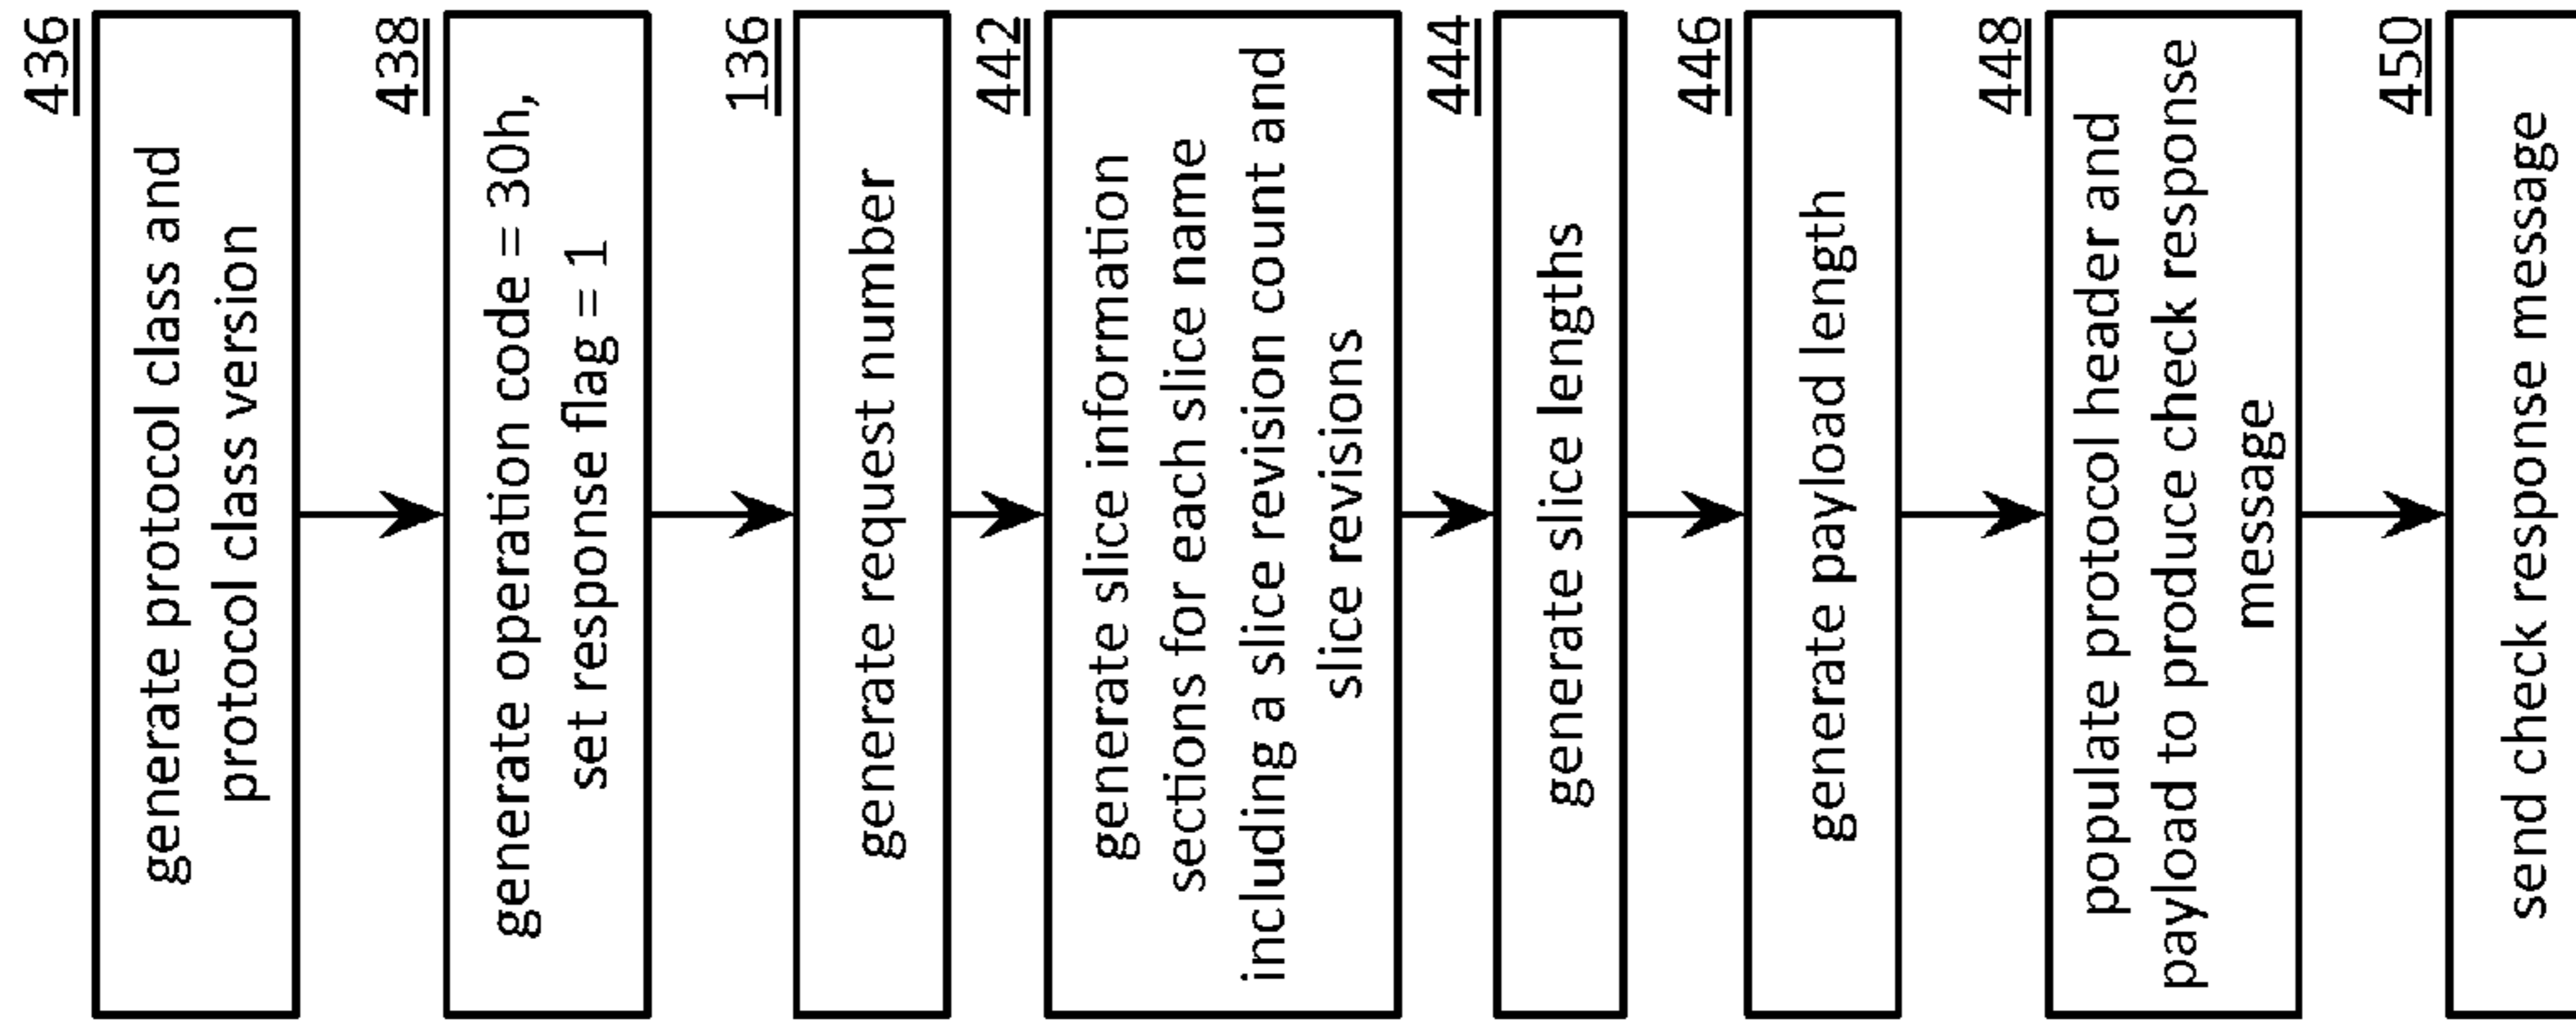 436
generate protocol class and
protocol class version
438
generate operation code = 30h,
set response flag = 1
136
generate request number
442
generate slice information
sections for each slice name
including a slice revision count and
slice revisions
444
generate slice lengths
446
generate payload length
448
populate protocol header and
payload to produce check response
message
450
send check response message